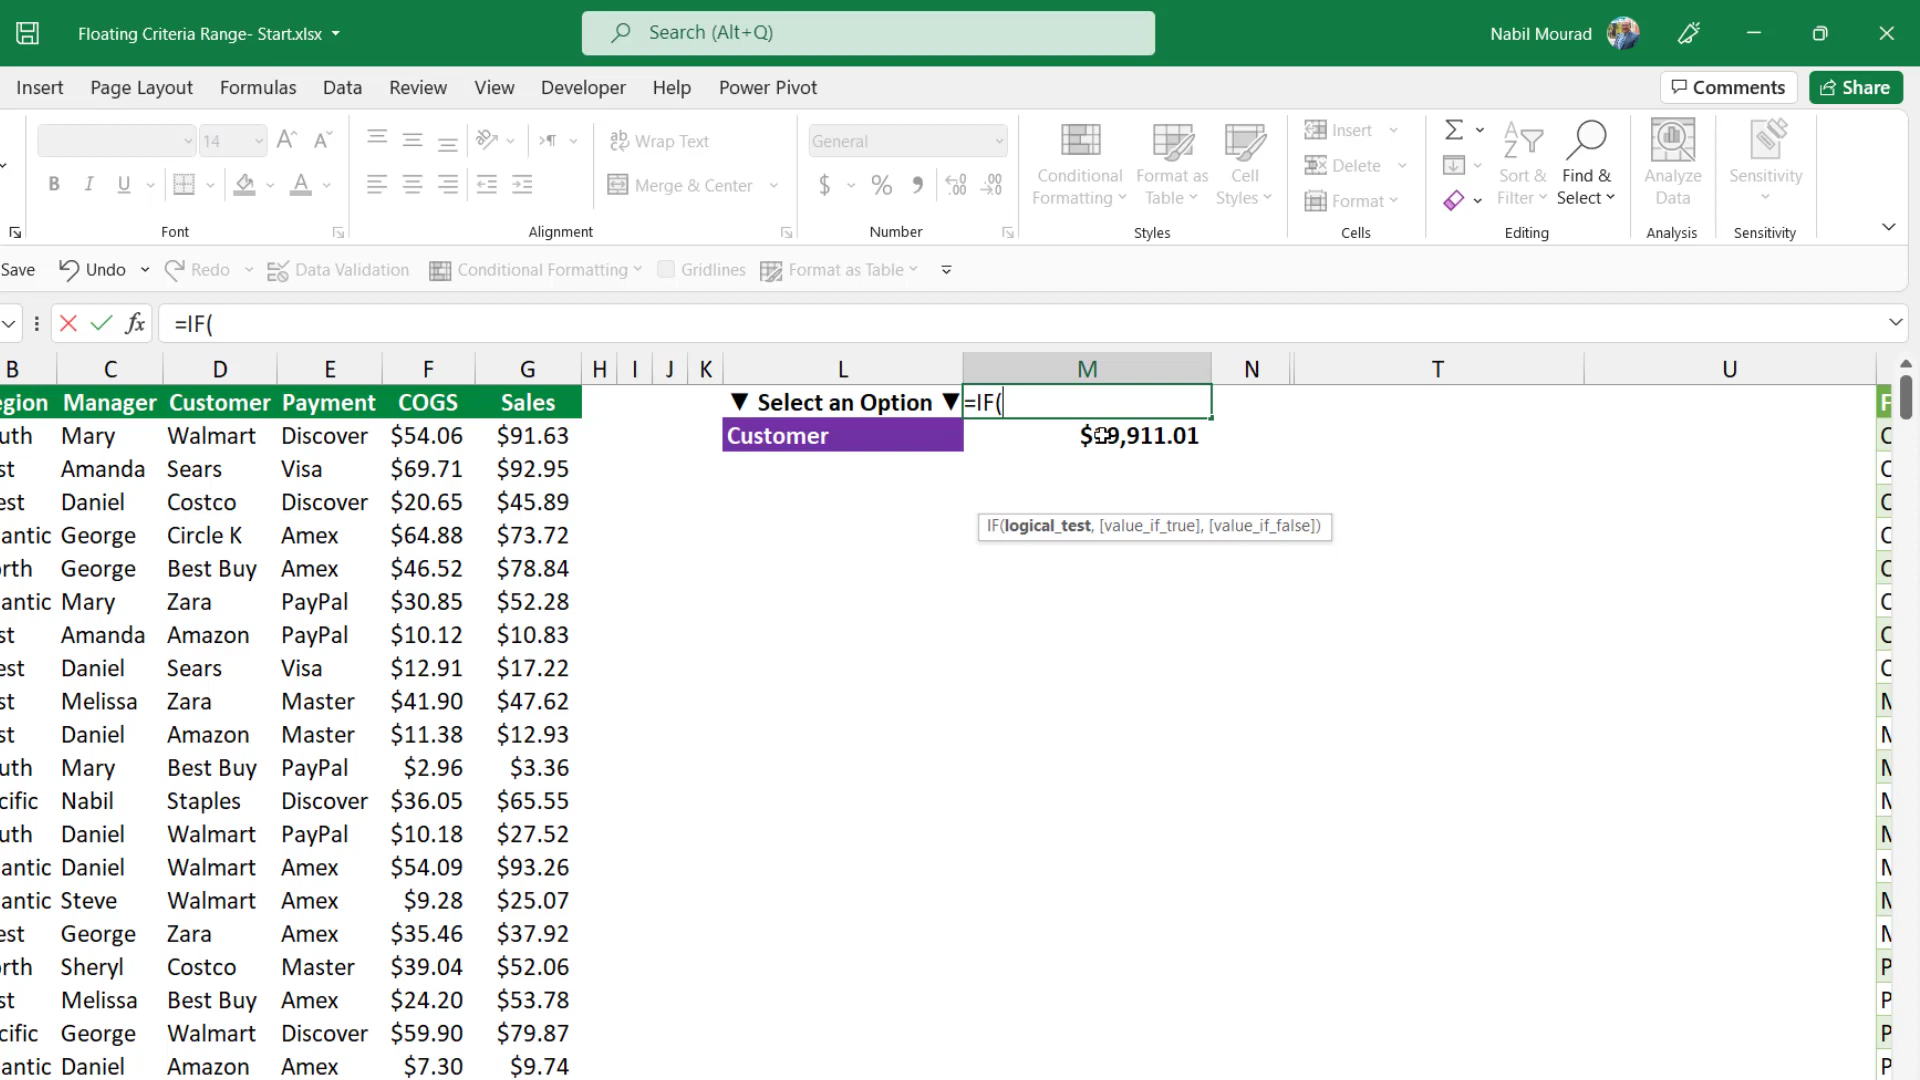 Floating Criteria Range- Start.xlsx
Search (Alt+Q)
Nabil Mourad
Insert Page Layout Formulas Data Review View Developer Help Power Pivot
Comments Share
14
Wrap Text
General
B I U
Merge & Center
$ % 9
Conditional Formatting
Format as Table
Cell Styles
Insert
Delete
Format
Sort & Filter
Find & Select
Analyze Data
Sensitivity
Font Alignment Number Styles Cells Editing Analysis Sensitivity
Save Undo Redo Data Validation Conditional Formatting Gridlines Format as Table
fx =IF(
B C D E F G H I J K L M N T U
egion Manager Customer Payment COGS Sales ▼ Select an Option ▼ =IF(
uth Mary Walmart Discover $54.06 $91.63 Customer 9,911.01 C
st Amanda Sears Visa $69.71 $92.95 C
est Daniel Costco Discover $20.65 $45.89 C
IF(logical_test, [value_if_true], [value_if_false])
antic George Circle K Amex $64.88 $73.72 C
rth George Best Buy Amex $46.52 $78.84 C
antic Mary Zara PayPal $30.85 $52.28 C
st Amanda Amazon PayPal $10.12 $10.83 C
est Daniel Sears Visa $12.91 $17.22 C
st Melissa Zara Master $41.90 $47.62
st Daniel Amazon Master $11.38 $12.93
uth Mary Best Buy PayPal $2.96 $3.36
cific Nabil Staples Discover $36.05 $65.55
uth Daniel Walmart PayPal $10.18 $27.52
antic Daniel Walmart Amex $54.09 $93.26
antic Steve Walmart Amex $9.28 $25.07
est George Zara Amex $35.46 $37.92
rth Sheryl Costco Master $39.04 $52.06 P
st Melissa Best Buy Amex $24.20 $53.78 P
cific George Walmart Discover $59.90 $79.87 P
antic Daniel Amazon Amex $7.30 $9.74 P